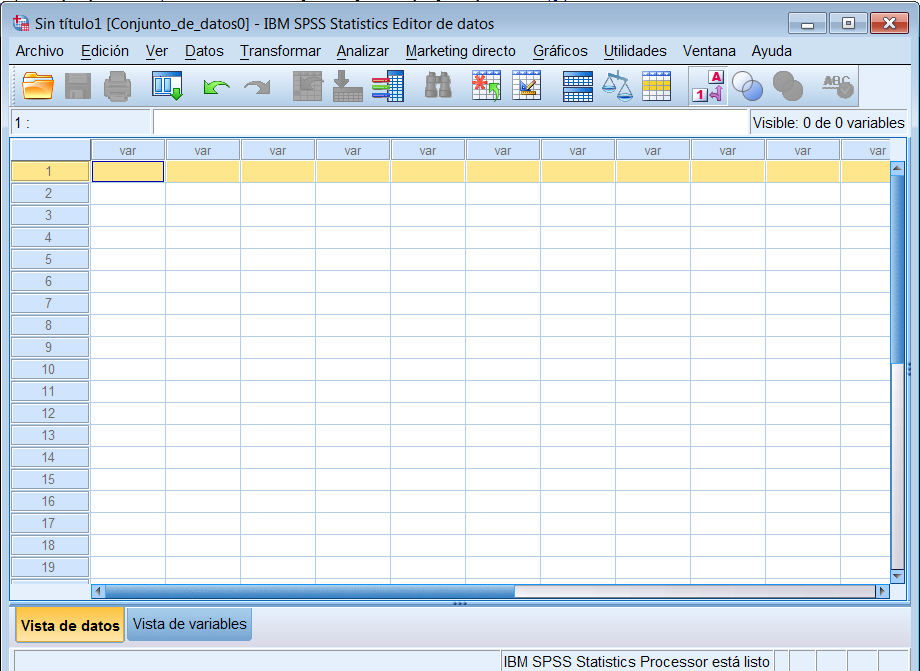 Sin título1 [Conjunto_de_datos0] - IBM SPSS Statistics Editor de datos
Archivo Edición Ver Datos Transformar Analizar Marketing directo Gráficos Utilidades Ventana Ayuda
A
1
ABC
1 :
Visible: 0 de 0 variables
var var var var var var var var var var var
1
2
3
4
5
6
7
8
9
10
11
12
13
14
15
16
17
18
19
Vista de datos Vista de variables
IBM SPSS Statistics Processor está listo